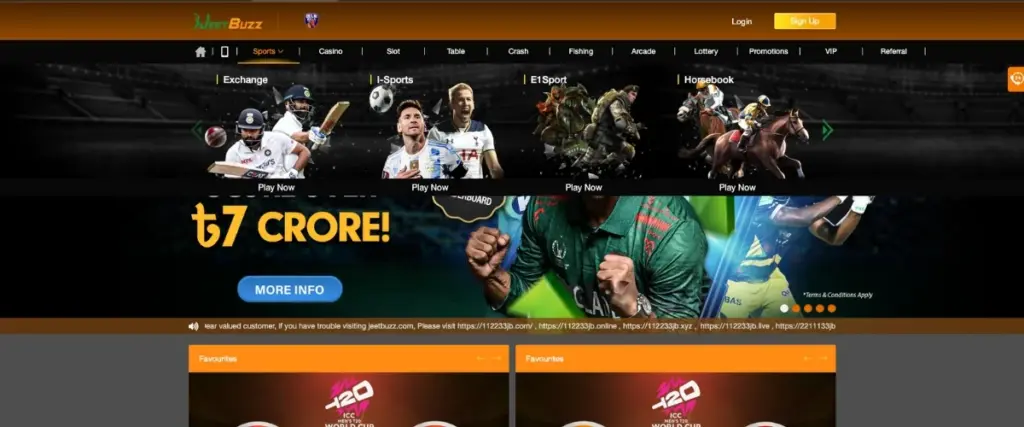 JeetBuzz
Login
Sign Up
Sports
Casino
Slot
Table
Crash
Fishing
Arcade
Lottery
Promotions
VIP
Referral
Exchange
I-Sports
E1Sport
Horsebook
Play Now
Play Now
Play Now
Play Now
৳7 CRORE!
MORE INFO
*Terms & Conditions Apply
ear valued customer, if you have trouble visiting jeetbuzz.com, Please visit https://112233jb.com/ , https://112233jb.online , https://112233jb.xyz , https://112233jb.live , https://2211133jb
Favourites
Favourites
T20
ICC
MEN'S T20
WORLD CUP
T20
ICC
MEN'S T20
WORLD CUP